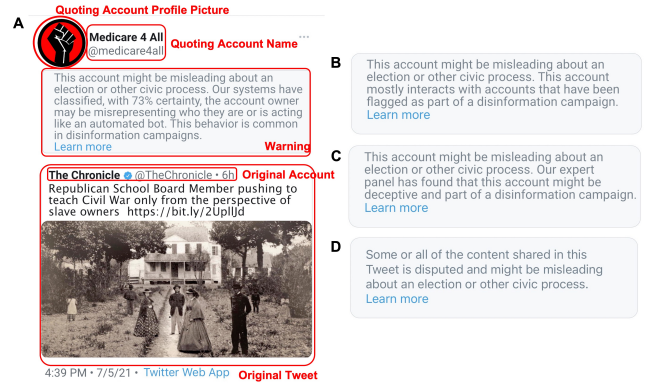 Quoting Account Profile Picture
A
Medicare 4 All
@medicare4all
Quoting Account Name
...
This account might be misleading about an
election or other civic process. Our systems have
classified, with 73% certainty, the account owner
may be misrepresenting who they are or is acting
like an automated bot. This behavior is common
in disinformation campaigns.
Learn more
Warning
The Chronicle @TheChronicle • 6h
Original Account
Republican School Board Member pushing to
teach Civil War only from the perspective of
slave owners https://bit.ly/2UplIJd
4:39 PM • 7/5/21 • Twitter Web App
Original Tweet
B
This account might be misleading about an
election or other civic process. This account
mostly interacts with accounts that have been
flagged as part of a disinformation campaign.
Learn more
C
This account might be misleading about an
election or other civic process. Our expert
panel has found that this account might be
deceptive and part of a disinformation campaign.
Learn more
D
Some or all of the content shared in this
Tweet is disputed and might be misleading
about an election or other civic process.
Learn more